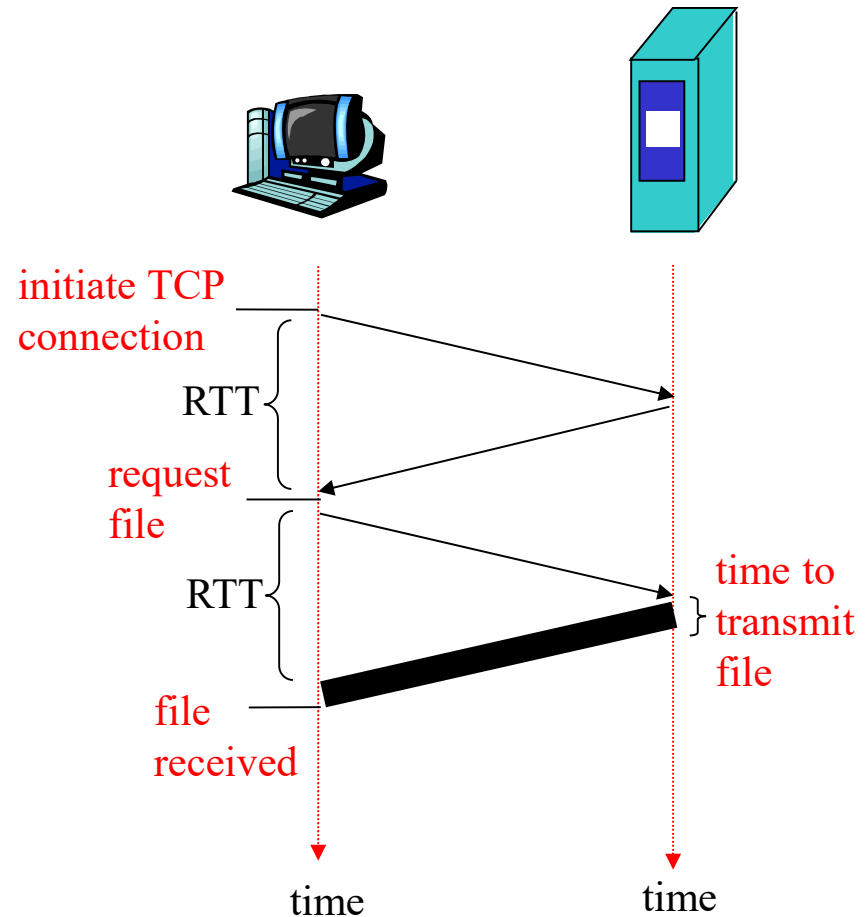 initiate TCP
connection
RTT
request
file
RTT
time to
transmit
file
file
received
time
time